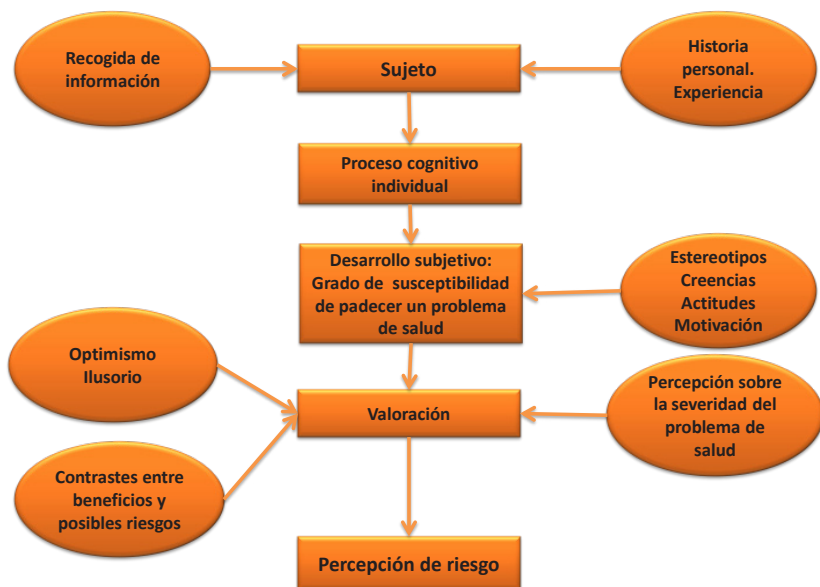 Recogida de
información
Sujeto
Historia
personal.
Experiencia
Proceso cognitivo
individual
Desarrollo subjetivo:
Grado de susceptibilidad
de padecer un problema
de salud
Estereotipos
Creencias
Actitudes
Motivación
Optimismo
Ilusorio
Valoración
Percepción sobre
la severidad del
problema de
salud
Contrastes entre
beneficios y
posibles riesgos
Percepción de riesgo